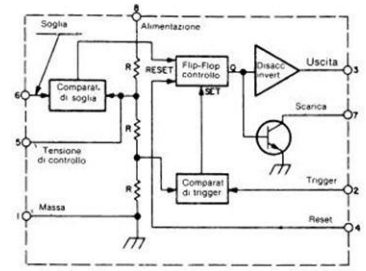 Soglia
8
Alimentazione
R
RESET
Flip-Flop
controllo
Q
Disacc
invert
Uscita
3
Comparat.
di soglia
6
SET
Scarica
7
R
5
Tensione
di controllo
R
Comparat
di trigger
Trigger
2
Massa
1
Reset
4